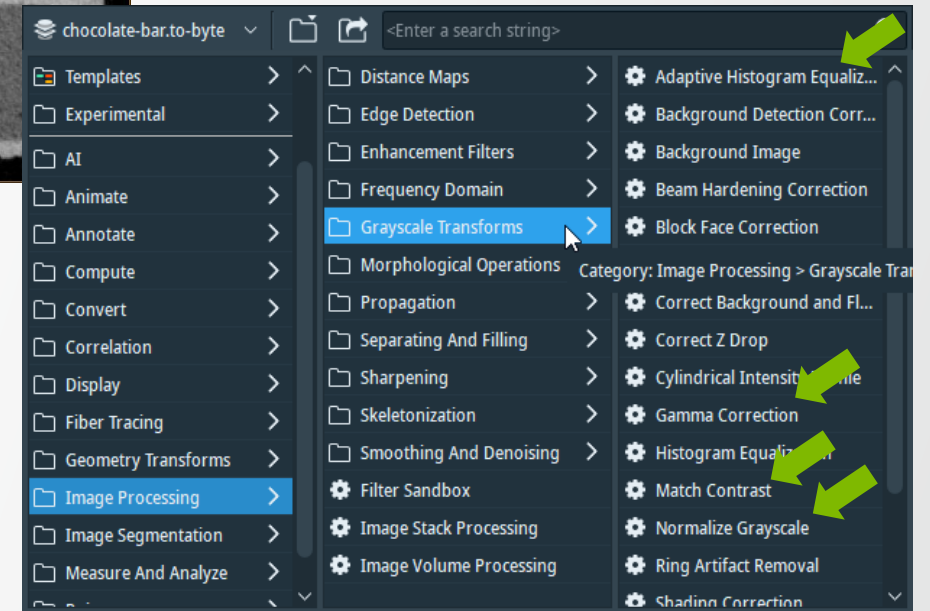 chocolate-bar.to-byte
<Enter a search string>
Templates
Experimental
AI
Animate
Annotate
Compute
Convert
Correlation
Display
Fiber Tracing
Geometry Transforms
Image Processing
Image Segmentation
Measure And Analyze
Distance Maps
Edge Detection
Enhancement Filters
Frequency Domain
Grayscale Transforms
Morphological Operations
Propagation
Separating And Filling
Sharpening
Skeletonization
Smoothing And Denoising
Filter Sandbox
Image Stack Processing
Image Volume Processing
Adaptive Histogram Equaliz...
Background Detection Corr...
Background Image
Beam Hardening Correction
Block Face Correction
Category: Image Processing > Grayscale Tran
Correct Background and Fl...
Correct Z Drop
Cylindrical
Gamma Correction
Histogram
Match Contrast
Normalize Grayscale
Ring Artifact Removal
Shading Correction